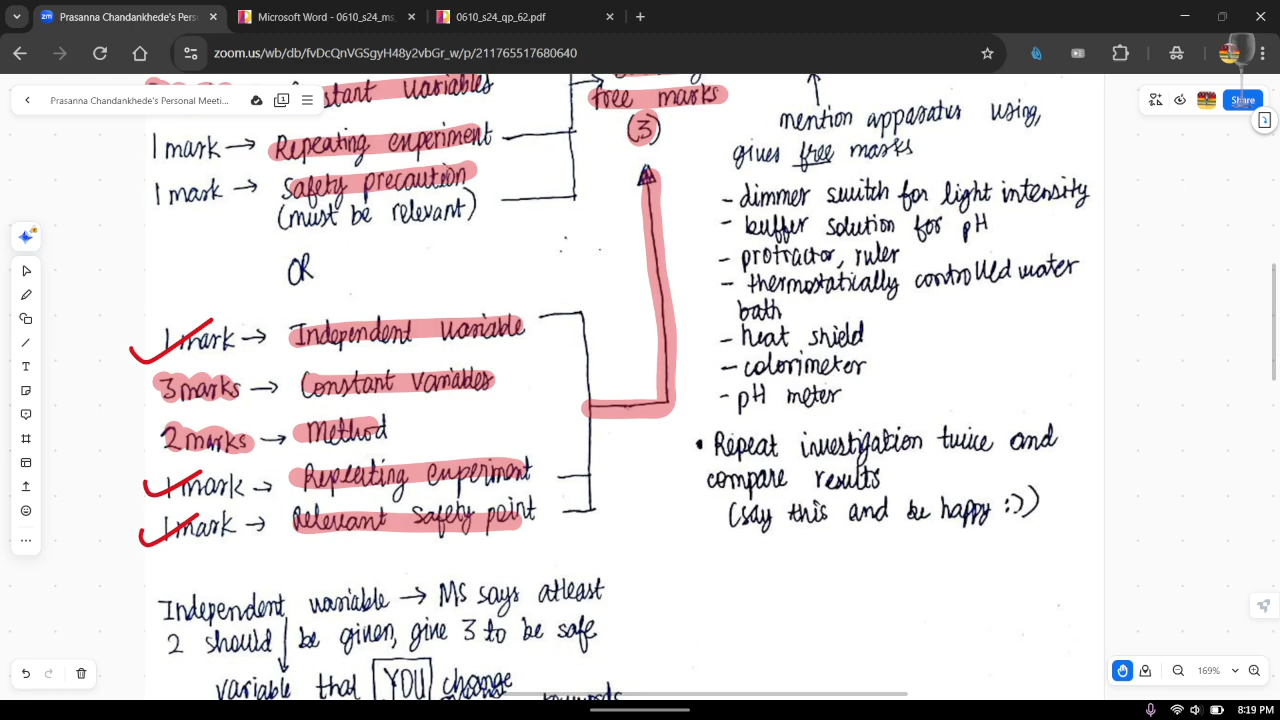 Prasanna Chandankhede's Pers
Microsoft Word - 0610_s24_ms_
0610_s24_qp_62.pdf
zoom.us/wb/db/fvDcQnVGSgyH48y2vbGr_w/p/211765517680640
Prasanna Chandankhede's Personal Meeti...
Share
stant variables
free marks
(3)
1 mark → Repeating experiment
1 mark → Safety precaution
(must be relevant)
OR
1 mark → Independent variable
3 marks → Constant variables
2 marks → Method
1 mark → Repeating experiment
1 mark → Relevant safety point
Independent variable → MS says atleast
2 should be given, give 3 to be safe
variable that YOU change
keywords
mention apparatus using,
gives free marks
- dimmer switch for light intensity
- buffer solution for pH
- protractor, ruler
- thermostatically controlled water
bath
- heat shield
- colorimeter
- pH meter
• Repeat investigation twice and
compare results
(say this and be happy :))
169%
8:19 PM